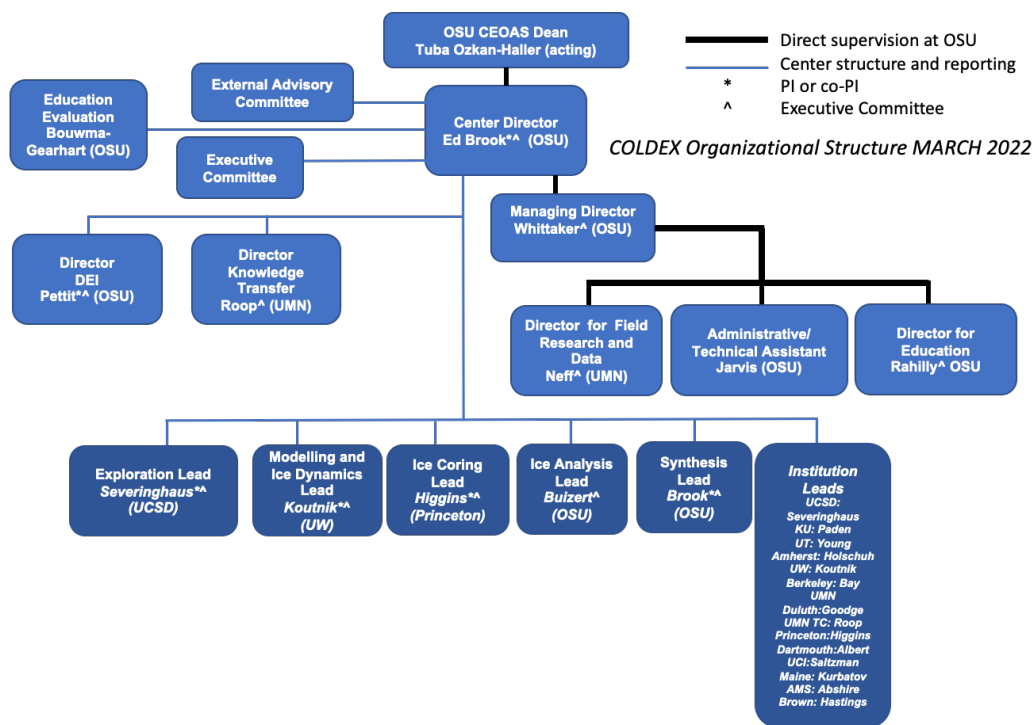 OSU CEOAS Dean
Tuba Ozkan-Haller (acting)
Direct supervision at OSU
Center structure and reporting
* PI or co-PI
^ Executive Committee
COLDEX Organizational Structure MARCH 2022
External Advisory
Committee
Education
Evaluation
Bouwma-
Gearhart (OSU)
Center Director
Ed Brook*^ (OSU)
Executive
Committee
Managing Director
Whittaker^ (OSU)
Director
DEI
Pettit*^ (OSU)
Director
Knowledge
Transfer
Roop^ (UMN)
Director for Field
Research and
Data
Neff^ (UMN)
Administrative/
Technical Assistant
Jarvis (OSU)
Director for
Education
Rahilly^ OSU
Exploration Lead
Severinghaus*^
(UCSD)
Modelling and
Ice Dynamics
Lead
Koutnik*^
(UW)
Ice Coring
Lead
Higgins*^
(Princeton)
Ice Analysis
Lead
Buizert^
(OSU)
Synthesis
Lead
Brook*^
(OSU)
Institution
Leads
UCSD:
Severinghaus
KU: Paden
UT: Young
Amherst: Holschuh
UW: Koutnik
Berkeley: Bay
UMN
Duluth:Goodge
UMN TC: Roop
Princeton:Higgins
Dartmouth:Albert
UCI:Saltzman
Maine: Kurbatov
AMS: Abshire
Brown: Hastings